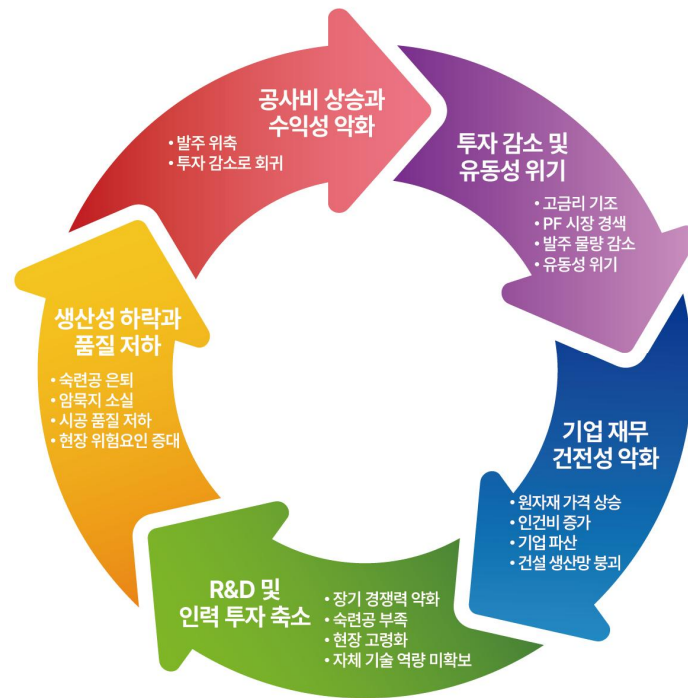 공사비 상승과
수익성 악화
• 발주 위축
• 투자 감소로 회귀
투자 감소 및
유동성 위기
• 고금리 기조
• PF 시장 경색
• 발주 물량 감소
• 유동성 위기
기업 재무
건전성 악화
• 원자재 가격 상승
• 인건비 증가
• 기업 파산
• 건설 생산망 붕괴
R&D 및
인력 투자 축소
• 장기 경쟁력 약화
• 숙련공 부족
• 현장 고령화
• 자체 기술 역량 미확보
생산성 하락과
품질 저하
• 숙련공 은퇴
• 암묵지 소실
• 시공 품질 저하
• 현장 위험요인 증대